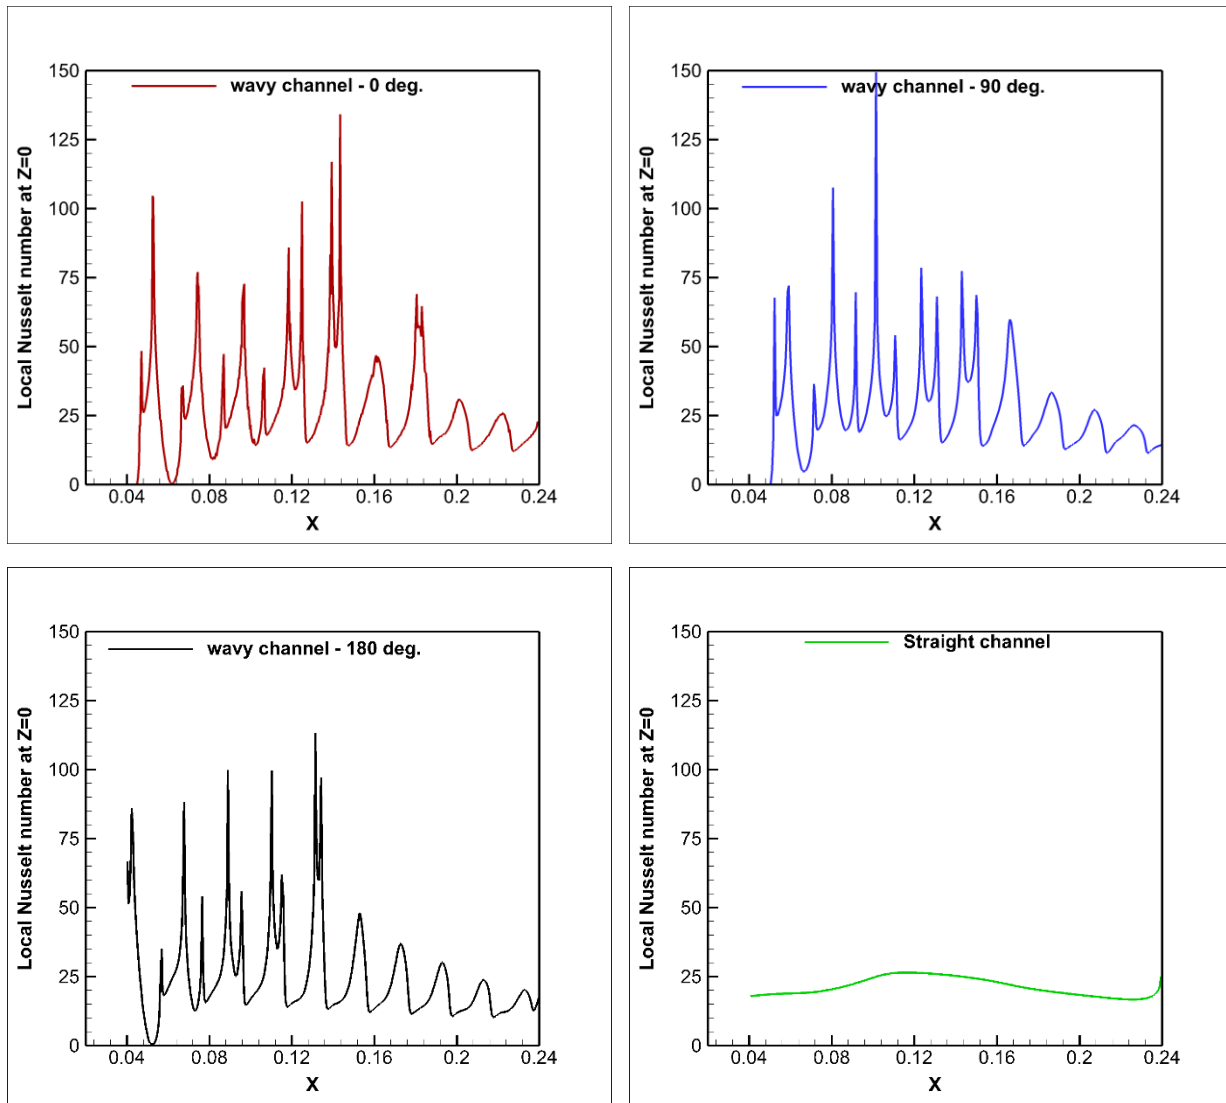 wavy channel - 0 deg.
Local Nusselt number at Z=0
150
125
100
75
50
25
0
0.04 0.08 0.12 0.16 0.2 0.24
X
wavy channel - 90 deg.
Local Nusselt number at Z=0
150
125
100
75
50
25
0
0.04 0.08 0.12 0.16 0.2 0.24
X
wavy channel - 180 deg.
Local Nusselt number at Z=0
150
125
100
75
50
25
0
0.04 0.08 0.12 0.16 0.2 0.24
X
Straight channel
Local Nusselt number at Z=0
150
125
100
75
50
25
0
0.04 0.08 0.12 0.16 0.2 0.24
X